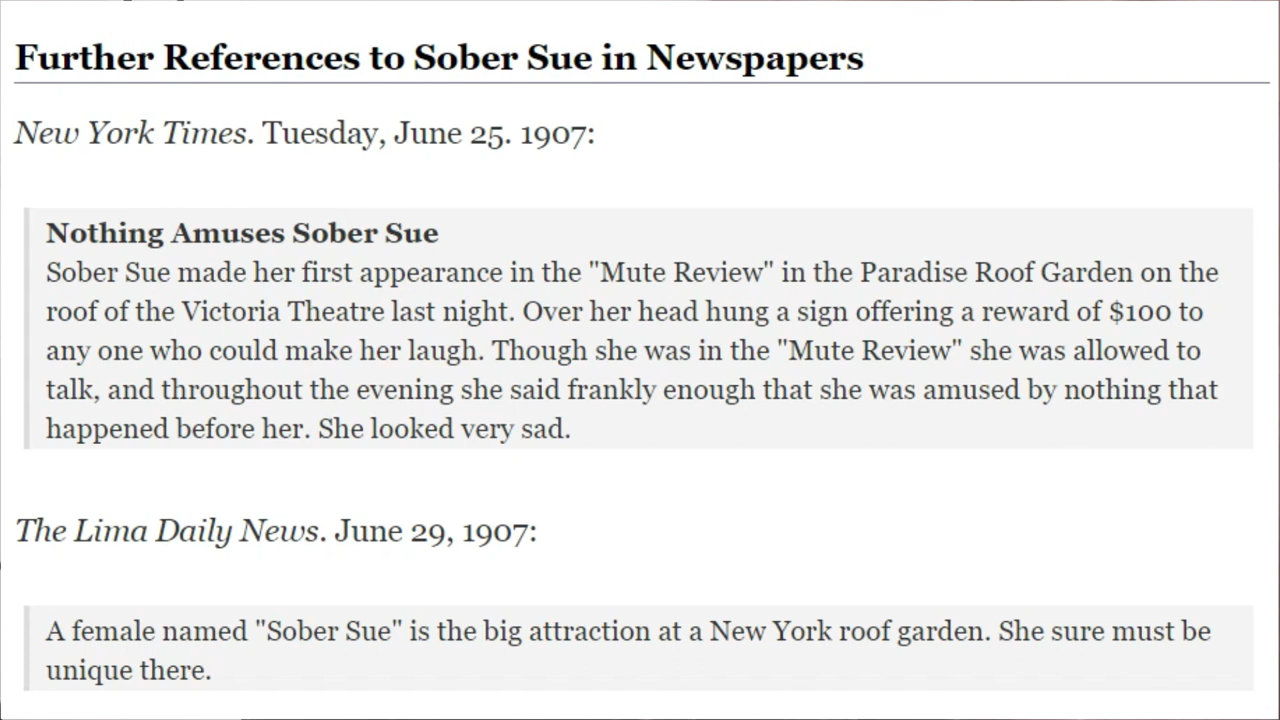 Further References to Sober Sue in Newspapers
New York Times. Tuesday, June 25. 1907:
Nothing Amuses Sober Sue
Sober Sue made her first appearance in the "Mute Review" in the Paradise Roof Garden on the
roof of the Victoria Theatre last night. Over her head hung a sign offering a reward of $100 to
any one who could make her laugh. Though she was in the "Mute Review" she was allowed to
talk, and throughout the evening she said frankly enough that she was amused by nothing that
happened before her. She looked very sad.
The Lima Daily News. June 29, 1907:
A female named "Sober Sue" is the big attraction at a New York roof garden. She sure must be
unique there.